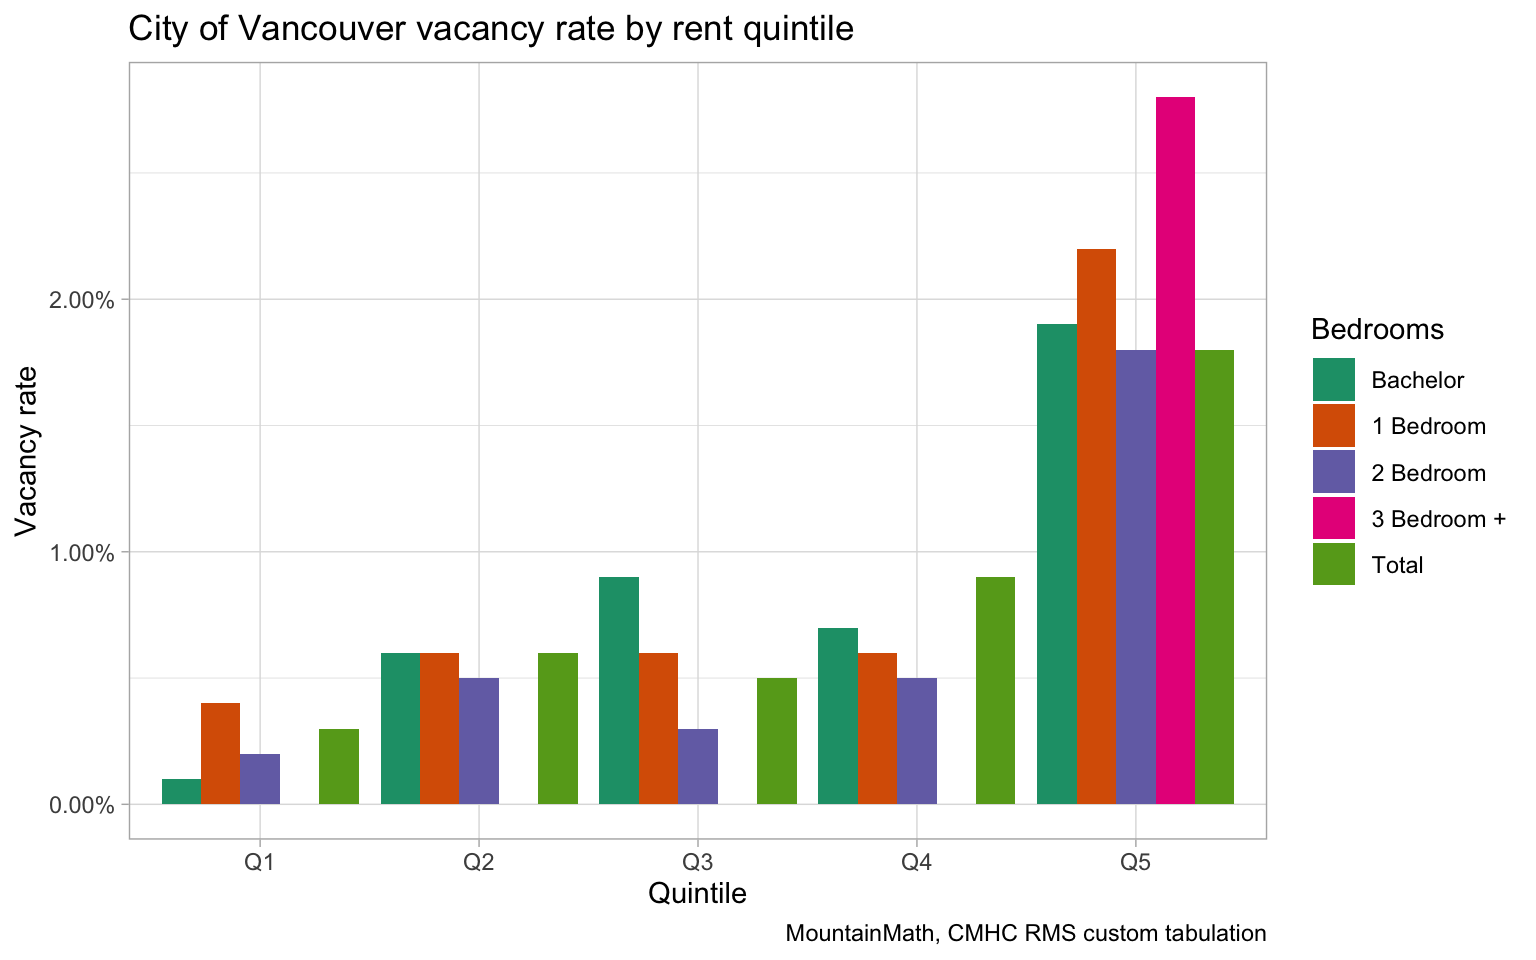 City of Vancouver vacancy rate by rent quintile
Vacancy rate
2.00%
1.00%
0.00%
Q1 Q2 Q3 Q4 Q5
Quintile
Bedrooms
Bachelor
1 Bedroom
2 Bedroom
3 Bedroom +
Total
MountainMath, CMHC RMS custom tabulation